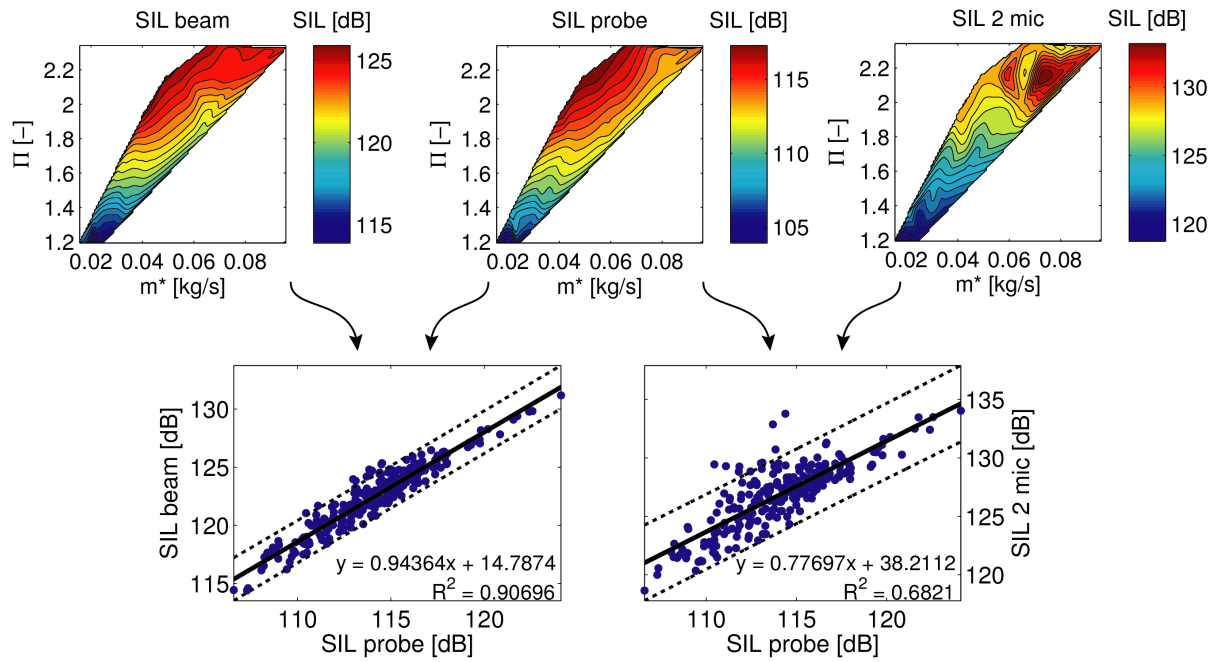 SIL beam
SIL [dB]
SIL probe
SIL [dB]
SIL 2 mic
SIL [dB]
Π [−]
2.2
2
1.8
1.6
1.4
1.2
0.02 0.04 0.06 0.08
m* [kg/s]
125
120
115
Π [−]
2.2
2
1.8
1.6
1.4
1.2
0.02 0.04 0.06 0.08
m* [kg/s]
115
110
105
Π [−]
2.2
2
1.8
1.6
1.4
1.2
0.02 0.04 0.06 0.08
m* [kg/s]
130
125
120
SIL beam [dB]
130
125
120
115
y = 0.94364x + 14.7874
R² = 0.90696
110 115 120
SIL probe [dB]
135
130
125
120
SIL 2 mic [dB]
y = 0.77697x + 38.2112
R² = 0.6821
110 115 120
SIL probe [dB]